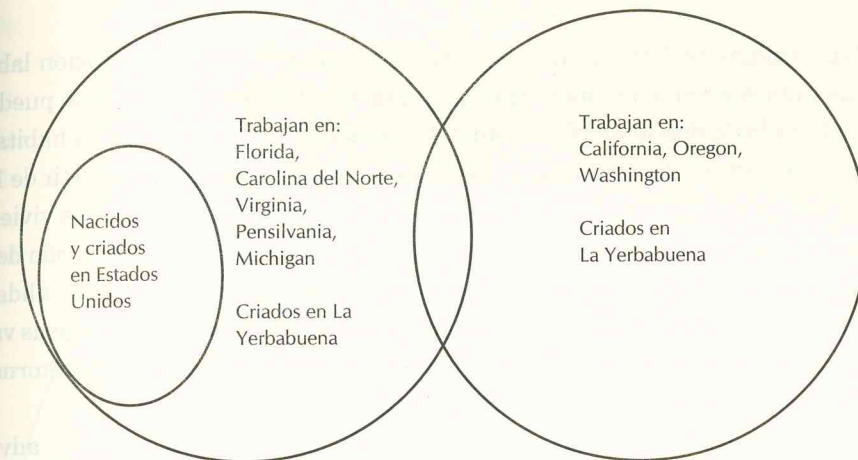 Nacidos
y criados
en Estados
Unidos
Trabajan en:
Florida,
Carolina del Norte,
Virginia,
Pensilvania,
Michigan
Criados en La
Yerbabuena
Trabajan en:
California, Oregon,
Washington
Criados en
La Yerbabuena